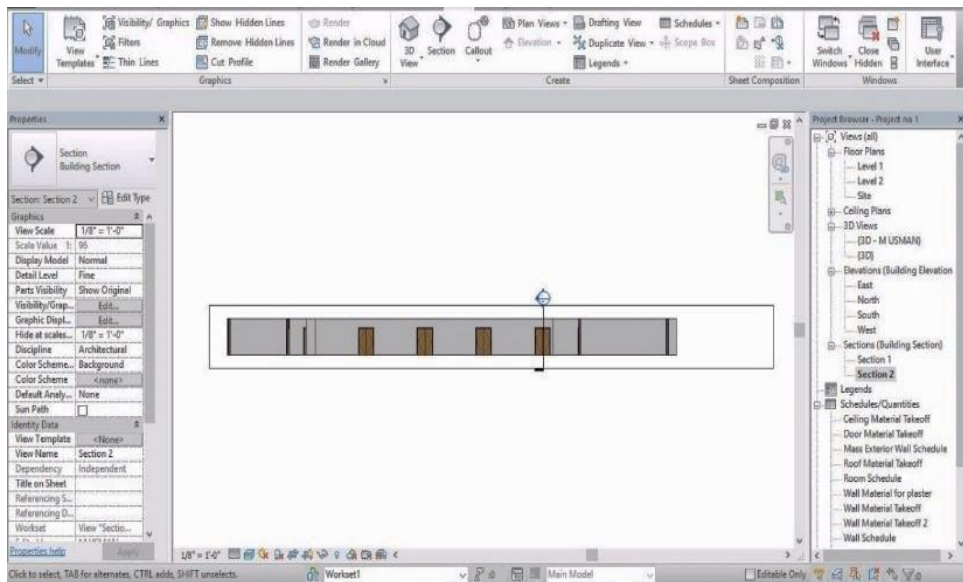 Modify
View Templates
Visibility/ Graphics
Filters
Thin Lines
Show Hidden Lines
Remove Hidden Lines
Cut Profile
Render
Render in Cloud
Render Gallery
3D View
Section
Callout
Plan Views
Elevation
Drafting View
Duplicate View
Legends
Schedules
Scope Box
Switch Windows
Close Hidden
User Interface
Select
Graphics
Create
Sheet Composition
Windows
Properties
Section
Building Section
Section: Section 2
Edit Type
Graphics
View Scale 1/8" = 1'-0"
Scale Value 1: 96
Display Model Normal
Detail Level Fine
Parts Visibility Show Original
Visibility/Grap... Edit...
Graphic Displ... Edit...
Hide at scales... 1/8" = 1'-0"
Discipline Architectural
Color Scheme... Background
Color Scheme <none>
Default Analy... None
Sun Path
Identity Data
View Template <None>
View Name Section 2
Dependency Independent
Title on Sheet
Referencing S...
Referencing D...
Workset View "Sectio...
Properties help
Apply
Project Browser - Project no 1
Views (all)
Floor Plans
Level 1
Level 2
Site
Ceiling Plans
3D Views
{3D - M USMAN}
{3D}
Elevations (Building Elevation
East
North
South
West
Sections (Building Section)
Section 1
Section 2
Legends
Schedules/Quantities
Ceiling Material Takeoff
Door Material Takeoff
Mass Exterior Wall Schedule
Roof Material Takeoff
Room Schedule
Wall Material for plaster
Wall Material Takeoff
Wall Material Takeoff 2
Wall Schedule
1/8" = 1'-0"
Click to select, TAB for alternates, CTRL adds, SHIFT unselects.
Workset1
:0
Main Model
Editable Only
:0